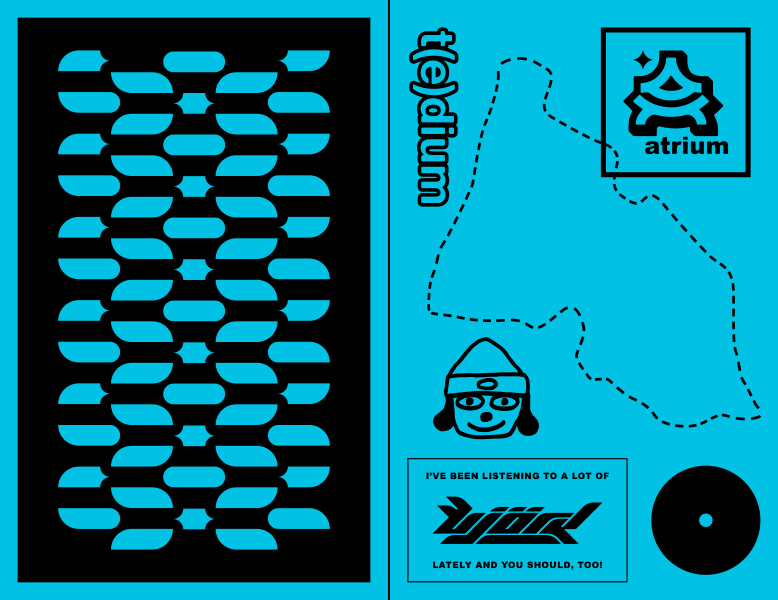 t(e)dium
atrium
I'VE BEEN LISTENING TO A LOT OF
björk
LATELY AND YOU SHOULD, TOO!